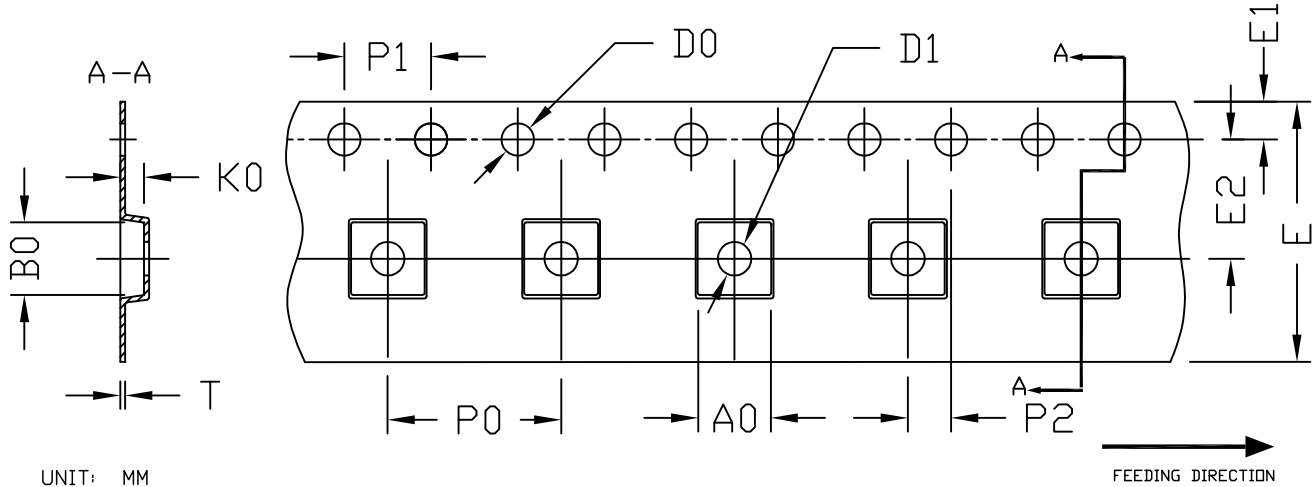 A-A
P1
D0
D1
A
E1
K0
B0
E2
E
T
P0
A0
P2
A
UNIT: MM
FEEDING DIRECTION